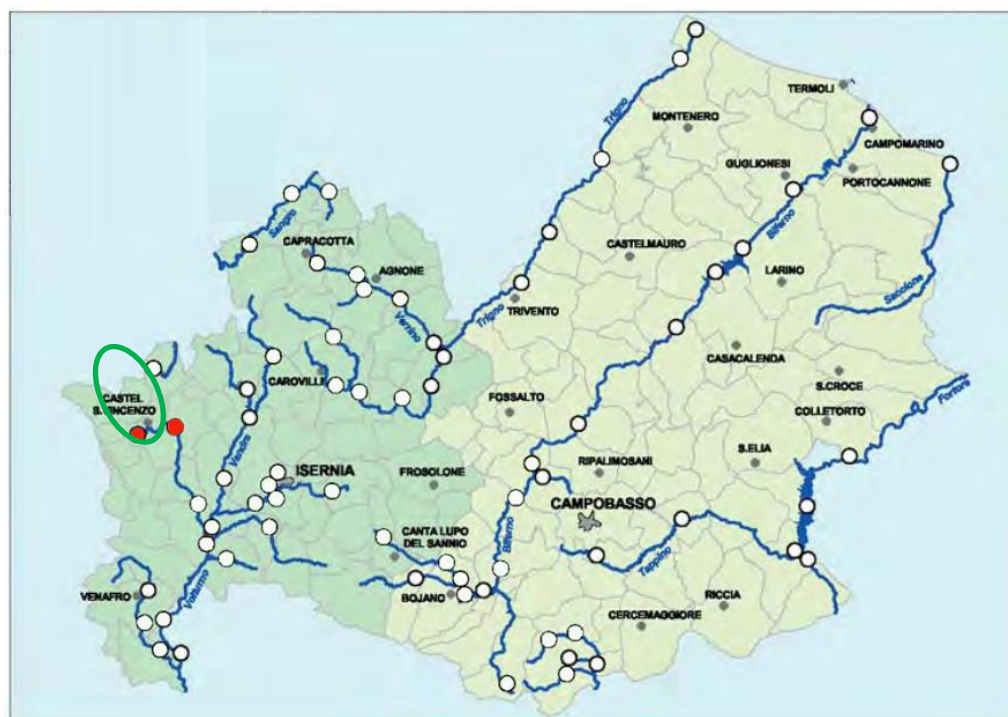 TERMOLI
Trigno
MONTENERO
CAMPOMARINO
GUGLIONESI
PORTOCANNONE
Biferno
Sangro
CAPRACOTTA
CASTELMAURO
AGNONE
LARINO
Saccione
Verrino
Trigno
TRIVENTO
CASACALENDA
CAROVILLI
S.CROCE
CASTEL
S.VINCENZO
FOSSALTO
COLLETORTO
Fortore
Vandra
S.ELIA
ISERNIA
FROSOLONE
RIPALIMOSANI
CAMPOBASSO
CANTA LUPO
DEL SANNIC
Biferno
Tappino
Volturno
VENAFRO
BOJANO
RICCIA
CERCEMAGGIORE